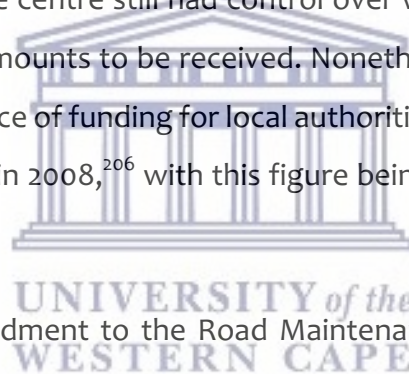 centre still had control over
mounts to be received. Noneth
ce of funding for local authoriti
in 2008,²⁰⁶ with this figure bein
UNIVERSITY of the
dment to the Road Maintena
WESTERN CAPE